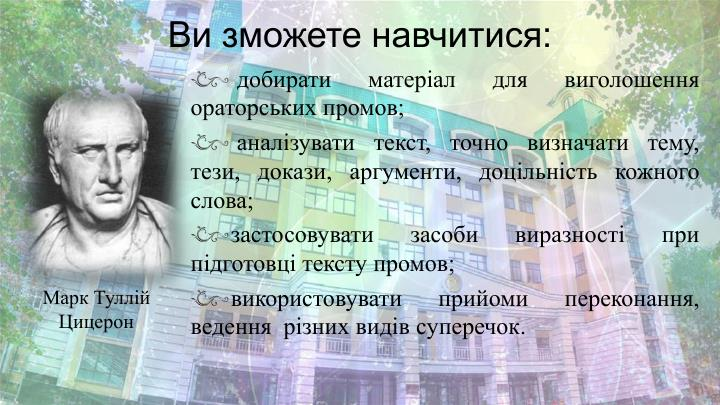 Ви зможете навчитися:
добирати матеріал для виголошення
ораторських промов;
аналізувати текст, точно визначати тему,
тези, докази, аргументи, доцільність кожного
слова;
застосовувати засоби виразності при
підготовці тексту промов;
використовувати прийоми переконання,
ведення різних видів суперечок.
Марк Туллій
Цицерон